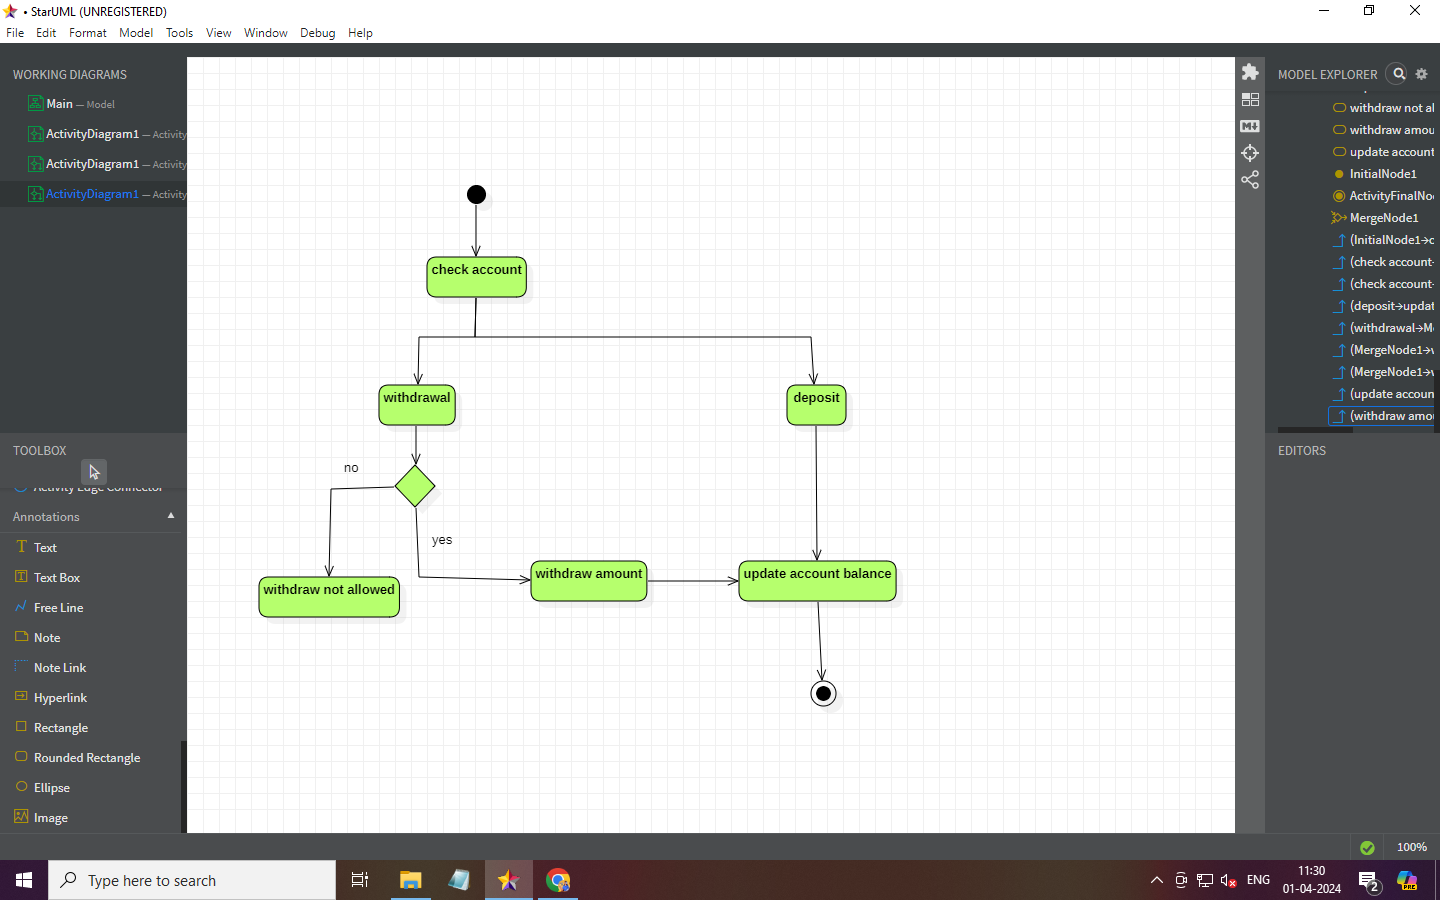 • StarUML (UNREGISTERED)
File Edit Format Model Tools View Window Debug Help
WORKING DIAGRAMS
Main — Model
ActivityDiagram1 — Activity
ActivityDiagram1 — Activity
ActivityDiagram1 — Activity
TOOLBOX
Activity Edge Connector
Annotations
Text
Text Box
Free Line
Note
Note Link
Hyperlink
Rectangle
Rounded Rectangle
Ellipse
Image
check account
withdrawal
deposit
no
yes
withdraw not allowed
withdraw amount
update account balance
MODEL EXPLORER
withdraw not al
withdraw amou
update account
InitialNode1
ActivityFinalNo
MergeNode1
(InitialNode1→c
(check account-
(check account-
(deposit→updat
(withdrawal→M
(MergeNode1→v
(MergeNode1→v
(update accoun
(withdraw amo
EDITORS
100%
Type here to search
ENG
11:30
01-04-2024
2
PRE